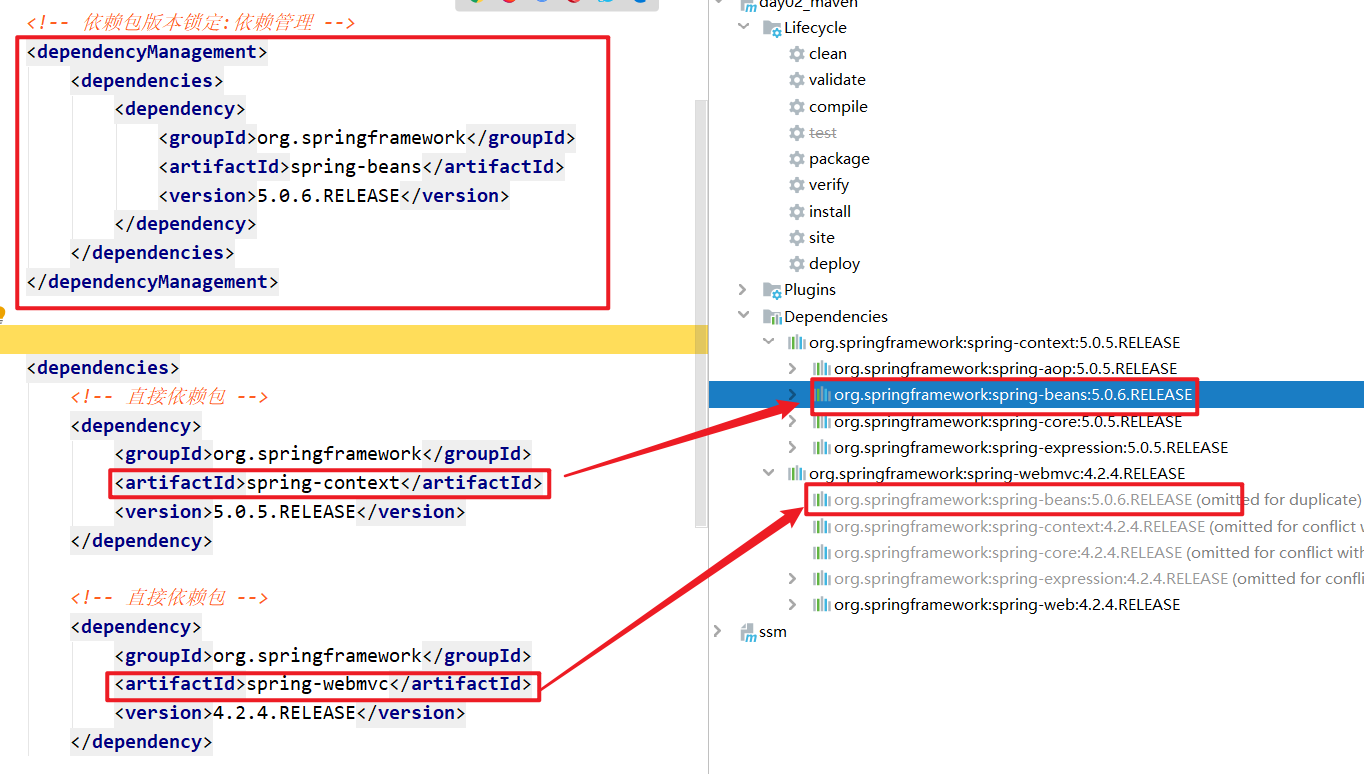 <!-- 依赖包版本锁定:依赖管理 -->
<dependencyManagement>
<dependencies>
<dependency>
<groupId>org.springframework</groupId>
<artifactId>spring-beans</artifactId>
<version>5.0.6.RELEASE</version>
</dependency>
</dependencies>
</dependencyManagement>
<dependencies>
<!-- 直接依赖包 -->
<dependency>
<groupId>org.springframework</groupId>
<artifactId>spring-context</artifactId>
<version>5.0.5.RELEASE</version>
</dependency>
<!-- 直接依赖包 -->
<dependency>
<groupId>org.springframework</groupId>
<artifactId>spring-webmvc</artifactId>
<version>4.2.4.RELEASE</version>
</dependency>
day02_maven
Lifecycle
clean
validate
compile
test
package
verify
install
site
deploy
Plugins
Dependencies
org.springframework:spring-context:5.0.5.RELEASE
org.springframework:spring-aop:5.0.5.RELEASE
org.springframework:spring-beans:5.0.6.RELEASE
org.springframework:spring-core:5.0.5.RELEASE
org.springframework:spring-expression:5.0.5.RELEASE
org.springframework:spring-webmvc:4.2.4.RELEASE
org.springframework:spring-beans:5.0.6.RELEASE (omitted for duplicate)
org.springframework:spring-context:4.2.4.RELEASE (omitted for conflict w
org.springframework:spring-core:4.2.4.RELEASE (omitted for conflict with
org.springframework:spring-expression:4.2.4.RELEASE (omitted for confli
org.springframework:spring-web:4.2.4.RELEASE
ssm